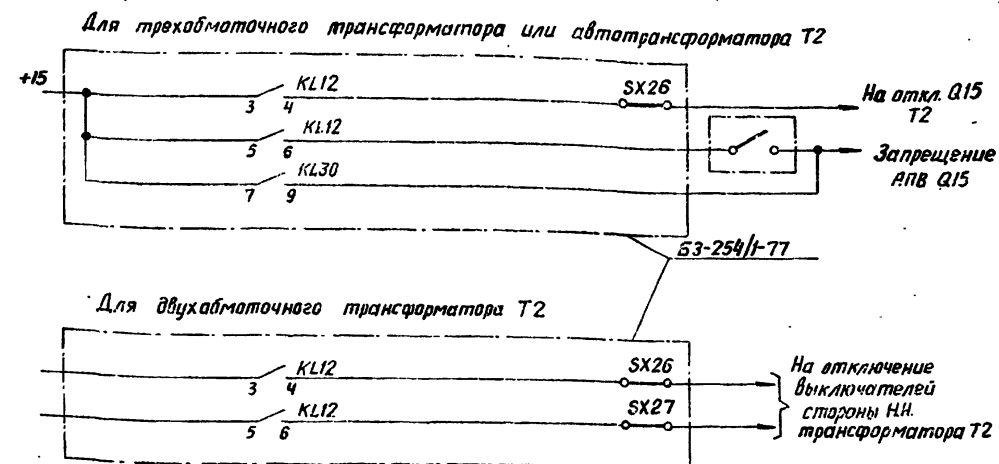 Для трехобмоточного трансформатора или автотрансформатора Т2
+15
KL12
3 4
SX26
На откл. Q15
Т2
KL12
5 6
Запрещение
АПВ Q15
KL30
7 9
БЗ-254/1-77
Для двухобмоточного трансформатора Т2
KL12
3 4
SX26
KL12
5 6
SX27
На отключение
выключателей
стороны Н.Н.
трансформатора Т2